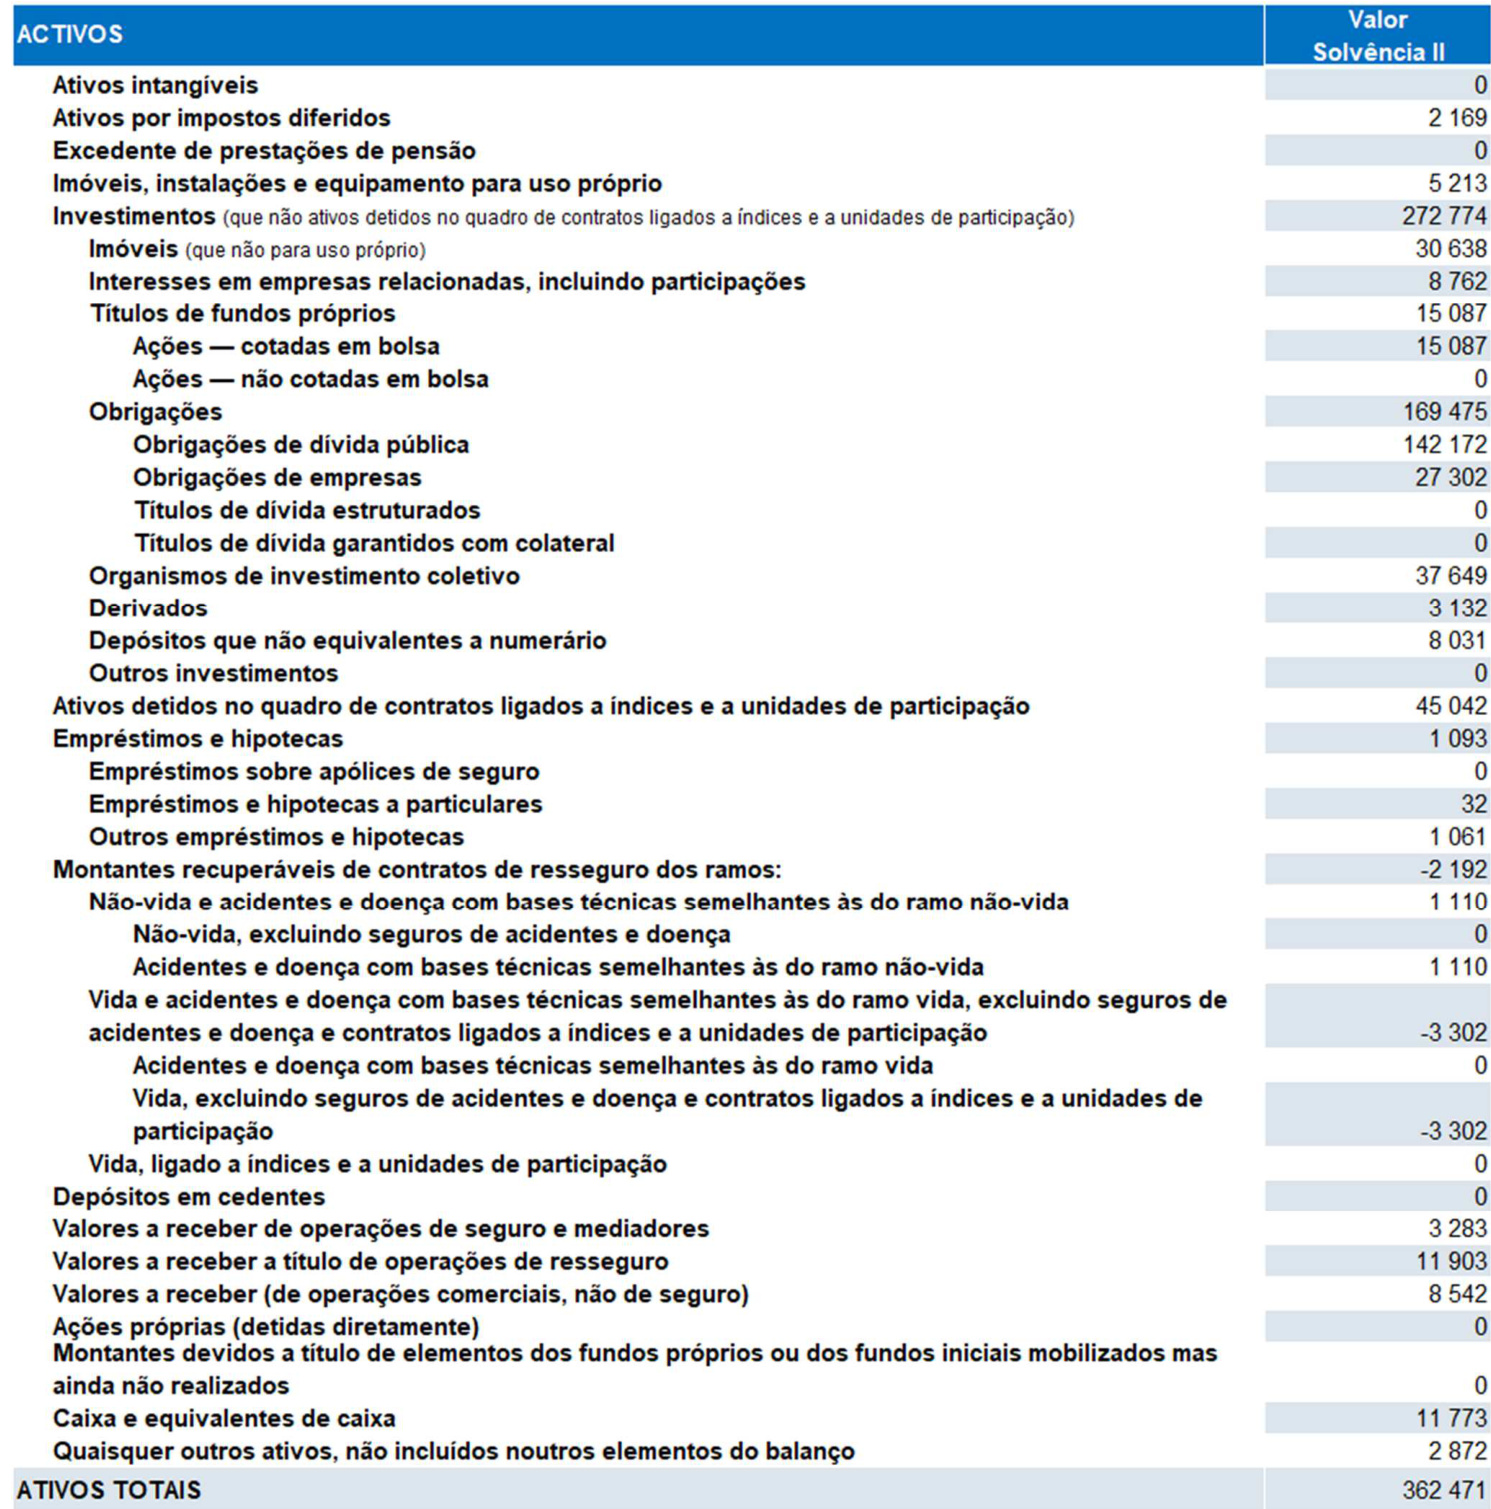 ACTIVOS Valor
Solvência II
Ativos intangíveis 0
Ativos por impostos diferidos 2 169
Excedente de prestações de pensão 0
Imóveis, instalações e equipamento para uso próprio 5 213
Investimentos (que não ativos detidos no quadro de contratos ligados a índices e a unidades de participação) 272 774
Imóveis (que não para uso próprio) 30 638
Interesses em empresas relacionadas, incluindo participações 8 762
Títulos de fundos próprios 15 087
Ações — cotadas em bolsa 15 087
Ações — não cotadas em bolsa 0
Obrigações 169 475
Obrigações de dívida pública 142 172
Obrigações de empresas 27 302
Títulos de dívida estruturados 0
Títulos de dívida garantidos com colateral 0
Organismos de investimento coletivo 37 649
Derivados 3 132
Depósitos que não equivalentes a numerário 8 031
Outros investimentos 0
Ativos detidos no quadro de contratos ligados a índices e a unidades de participação 45 042
Empréstimos e hipotecas 1 093
Empréstimos sobre apólices de seguro 0
Empréstimos e hipotecas a particulares 32
Outros empréstimos e hipotecas 1 061
Montantes recuperáveis de contratos de resseguro dos ramos: -2 192
Não-vida e acidentes e doença com bases técnicas semelhantes às do ramo não-vida 1 110
Não-vida, excluindo seguros de acidentes e doença 0
Acidentes e doença com bases técnicas semelhantes às do ramo não-vida 1 110
Vida e acidentes e doença com bases técnicas semelhantes às do ramo vida, excluindo seguros de
acidentes e doença e contratos ligados a índices e a unidades de participação -3 302
Acidentes e doença com bases técnicas semelhantes às do ramo vida 0
Vida, excluindo seguros de acidentes e doença e contratos ligados a índices e a unidades de
participação -3 302
Vida, ligado a índices e a unidades de participação 0
Depósitos em cedentes 0
Valores a receber de operações de seguro e mediadores 3 283
Valores a receber a título de operações de resseguro 11 903
Valores a receber (de operações comerciais, não de seguro) 8 542
Ações próprias (detidas diretamente) 0
Montantes devidos a título de elementos dos fundos próprios ou dos fundos iniciais mobilizados mas
ainda não realizados 0
Caixa e equivalentes de caixa 11 773
Quaisquer outros ativos, não incluídos noutros elementos do balanço 2 872
ATIVOS TOTAIS 362 471